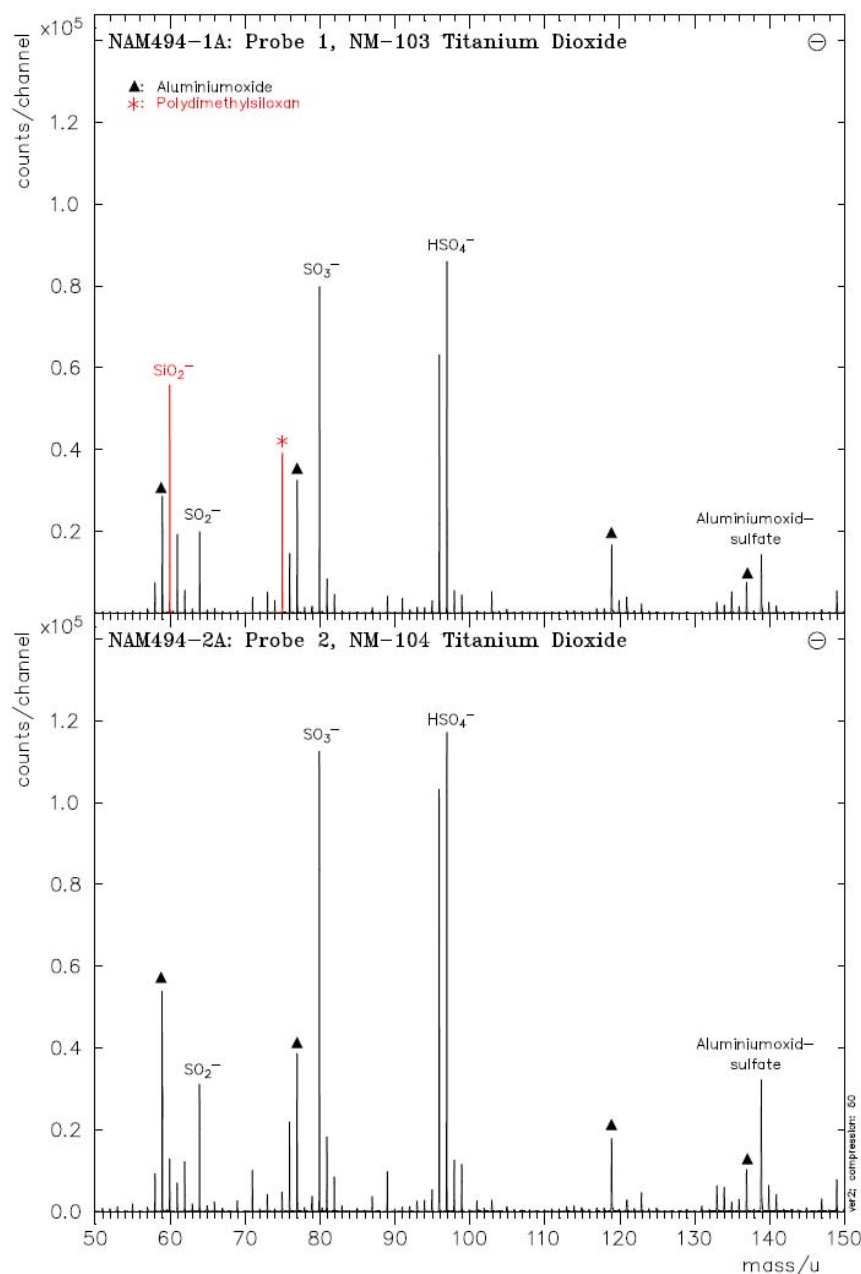 ×10⁵
NAM494-1A: Probe 1, NM-103 Titanium Dioxide
⊖
▲: Aluminiumoxide
*: Polydimethylsiloxan
counts/channel
1.2
1.0
0.8
0.6
0.4
0.2
SiO₂⁻
*
SO₂⁻
SO₃⁻
HSO₄⁻
Aluminiumoxid-
sulfate
×10⁵
NAM494-2A: Probe 2, NM-104 Titanium Dioxide
⊖
counts/channel
1.2
1.0
0.8
0.6
0.4
0.2
0.0
SO₂⁻
SO₃⁻
HSO₄⁻
Aluminiumoxid-
sulfate
ver2; compression: 60
50 60 70 80 90 100 110 120 130 140 150
mass/u